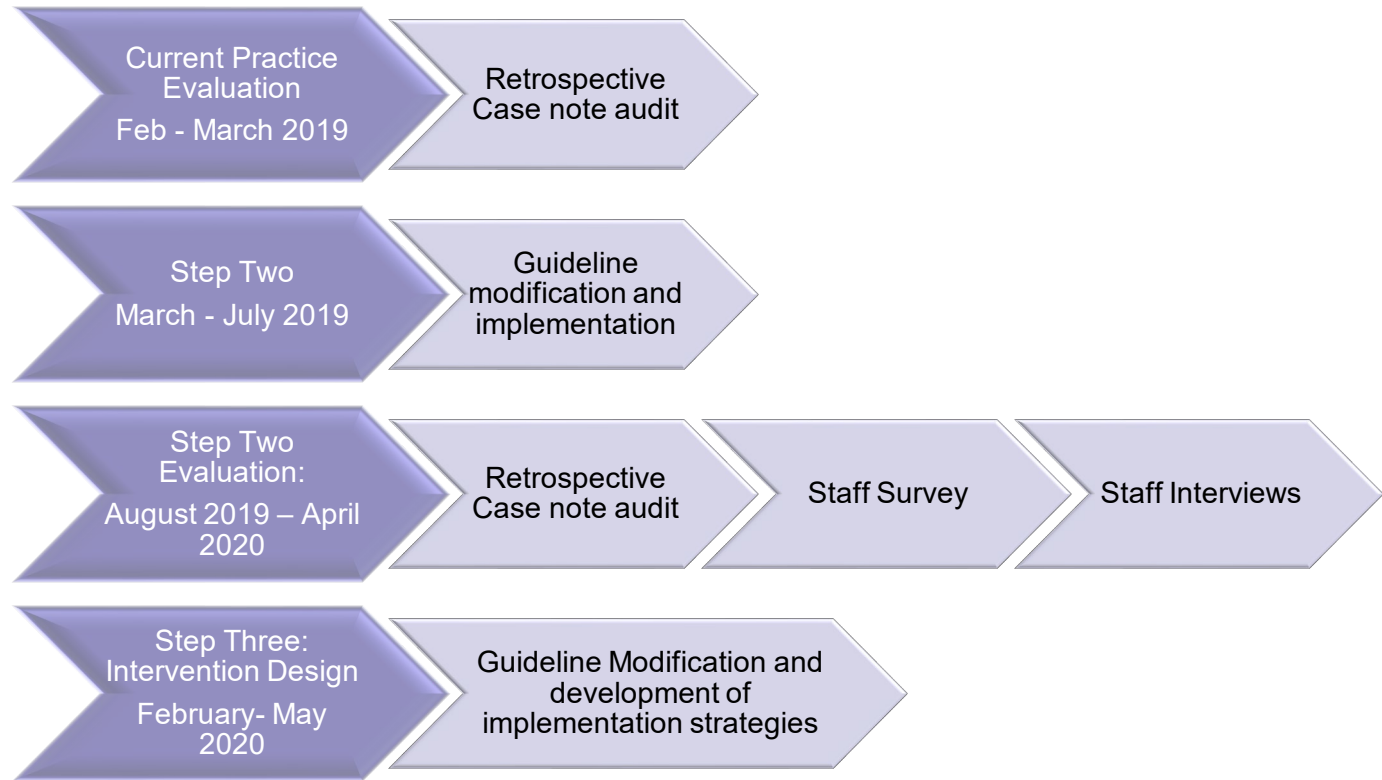 Current Practice
Evaluation
Feb - March 2019
Retrospective
Case note audit
Step Two
March - July 2019
Guideline
modification and
implementation
Step Two
Evaluation:
August 2019 – April
2020
Retrospective
Case note audit
Staff Survey
Staff Interviews
Step Three:
Intervention Design
February- May
2020
Guideline Modification and
development of
implementation strategies